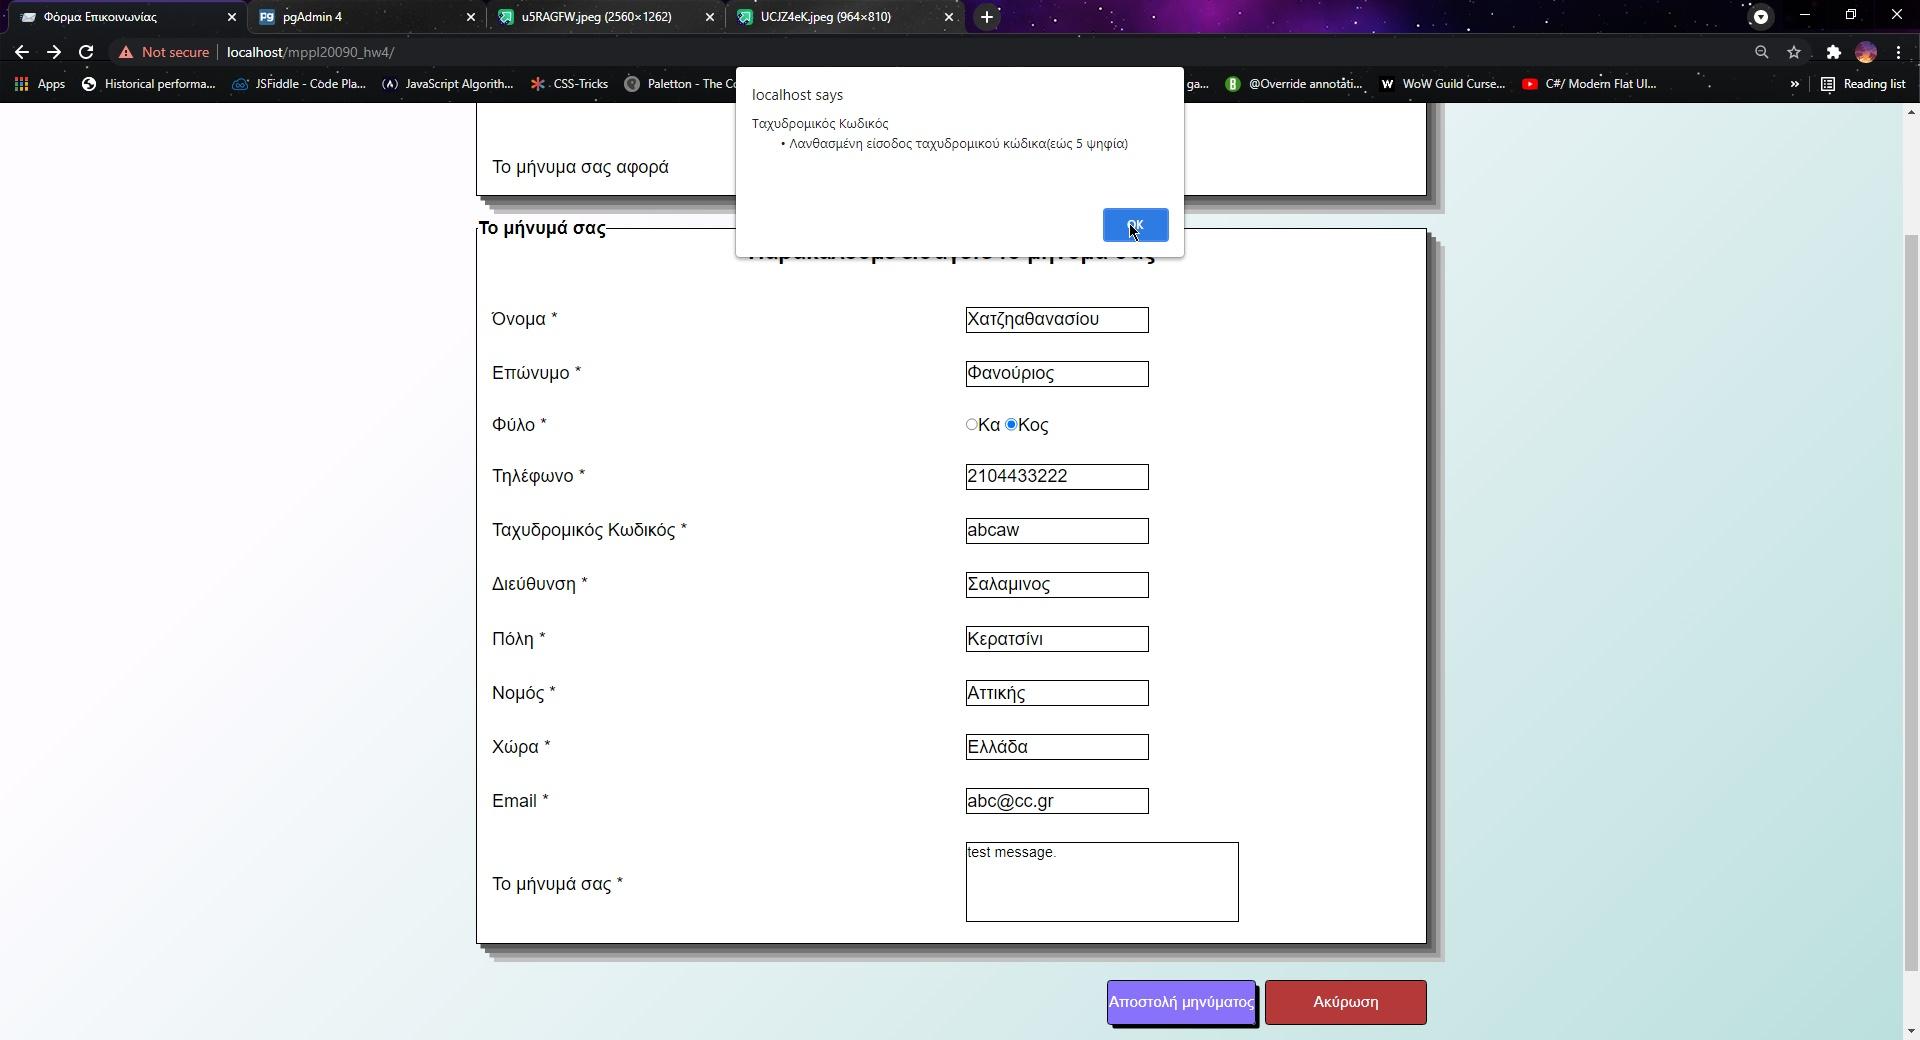 Φόρμα Επικοινωνίας
pgAdmin 4
u5RAGFW.jpeg (2560×1262)
UCJZ4eK.jpeg (964×810)
Not secure
localhost/mppl20090_hw4/
Apps
Historical performa...
JSFiddle - Code Pla...
JavaScript Algorith...
CSS-Tricks
Paletton - The Co
ga...
@Override annotati...
WoW Guild Curse...
C#/ Modern Flat UI...
»
Reading list
localhost says
Ταχυδρομικός Κωδικός
• Λανθασμένη είσοδος ταχυδρομικού κώδικα(εώς 5 ψηφία)
OK
Το μήνυμα σας αφορά
Το μήνυμά σας
Όνομα *
Χατζηαθανασίου
Επώνυμο *
Φανούριος
Φύλο *
Κα Κος
Τηλέφωνο *
2104433222
Ταχυδρομικός Κωδικός *
abcaw
Διεύθυνση *
Σαλαμινος
Πόλη *
Κερατσίνι
Νομός *
Αττικής
Χώρα *
Ελλάδα
Email *
abc@cc.gr
Το μήνυμά σας *
test message.
Αποστολή μηνύματος
Ακύρωση